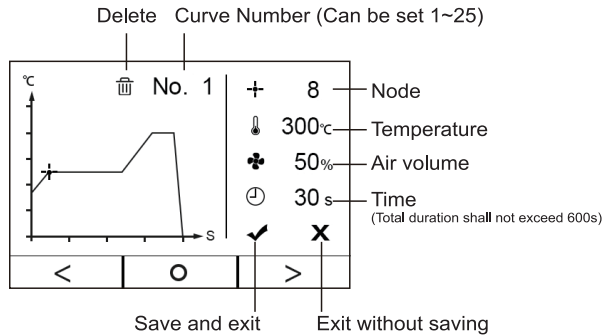 Delete Curve Number (Can be set 1~25)
℃ No. 1
8 Node
300℃ Temperature
50% Air volume
30 s Time
(Total duration shall not exceed 600s)
S
X
< O >
Save and exit Exit without saving